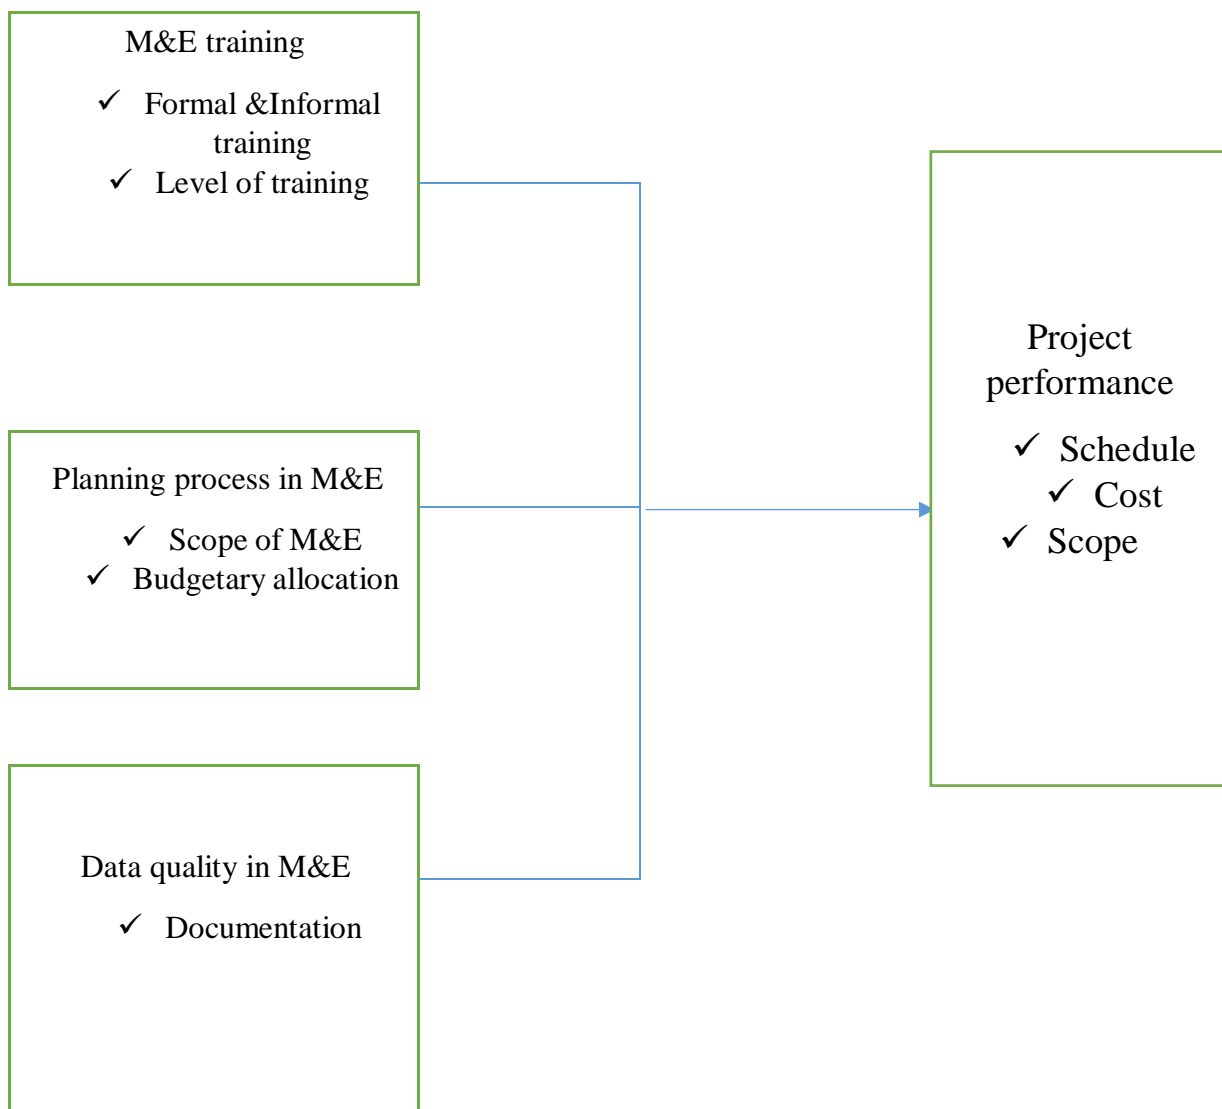 M&E training
✓ Formal &Informal
training
✓ Level of training
Planning process in M&E
✓ Scope of M&E
✓ Budgetary allocation
Data quality in M&E
✓ Documentation
Project
performance
✓ Schedule
✓ Cost
✓ Scope